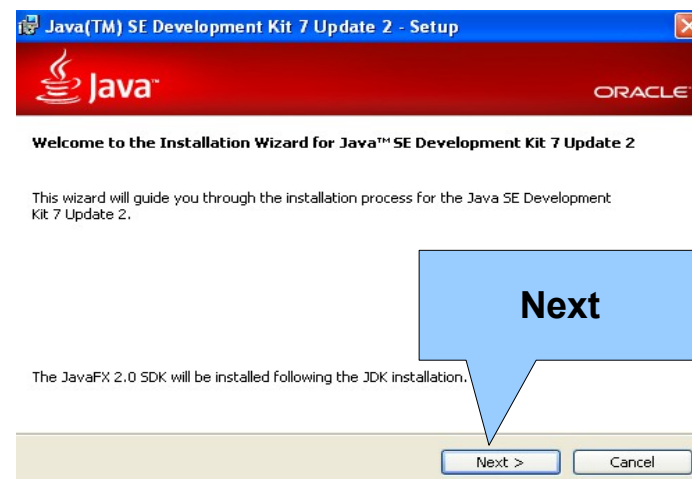 Java(TM) SE Development Kit 7 Update 2 - Setup
Java™
ORACLE
Welcome to the Installation Wizard for Java™ SE Development Kit 7 Update 2
This wizard will guide you through the installation process for the Java SE Development
Kit 7 Update 2.
Next
The JavaFX 2.0 SDK will be installed following the JDK installation.
Next >
Cancel